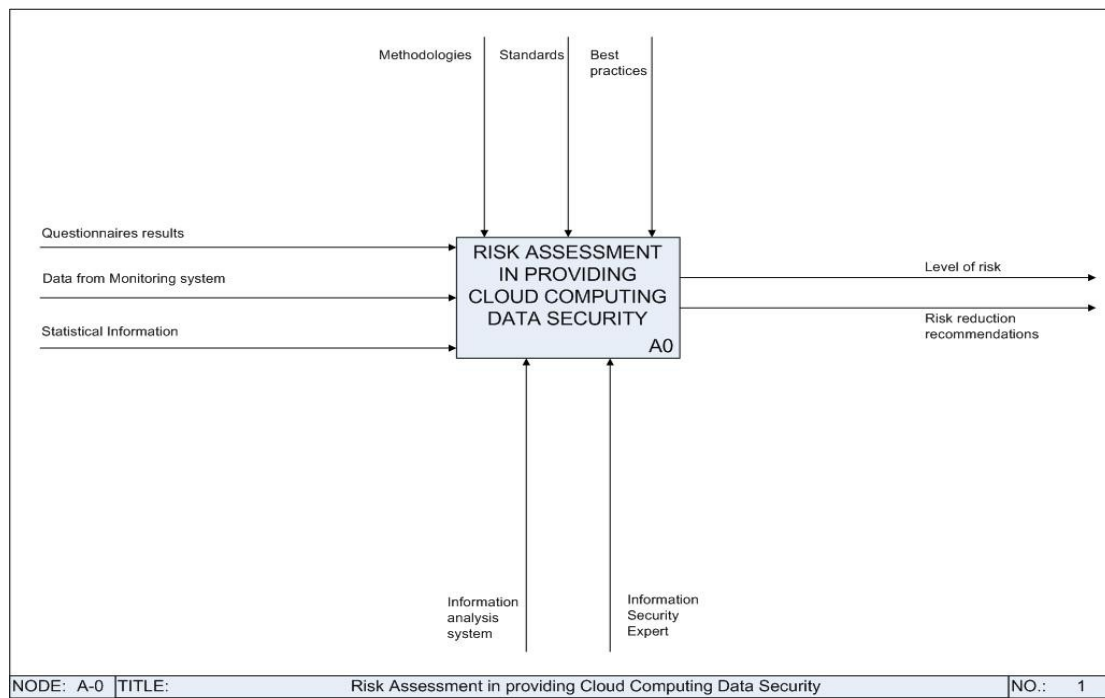 Methodologies
Standards
Best
practices
Questionnaires results
Data from Monitoring system
Statistical Information
RISK ASSESSMENT
IN PROVIDING
CLOUD COMPUTING
DATA SECURITY
A0
Level of risk
Risk reduction
recommendations
Information
analysis
system
Information
Security
Expert
NODE: A-0 TITLE: Risk Assessment in providing Cloud Computing Data Security NO.: 1